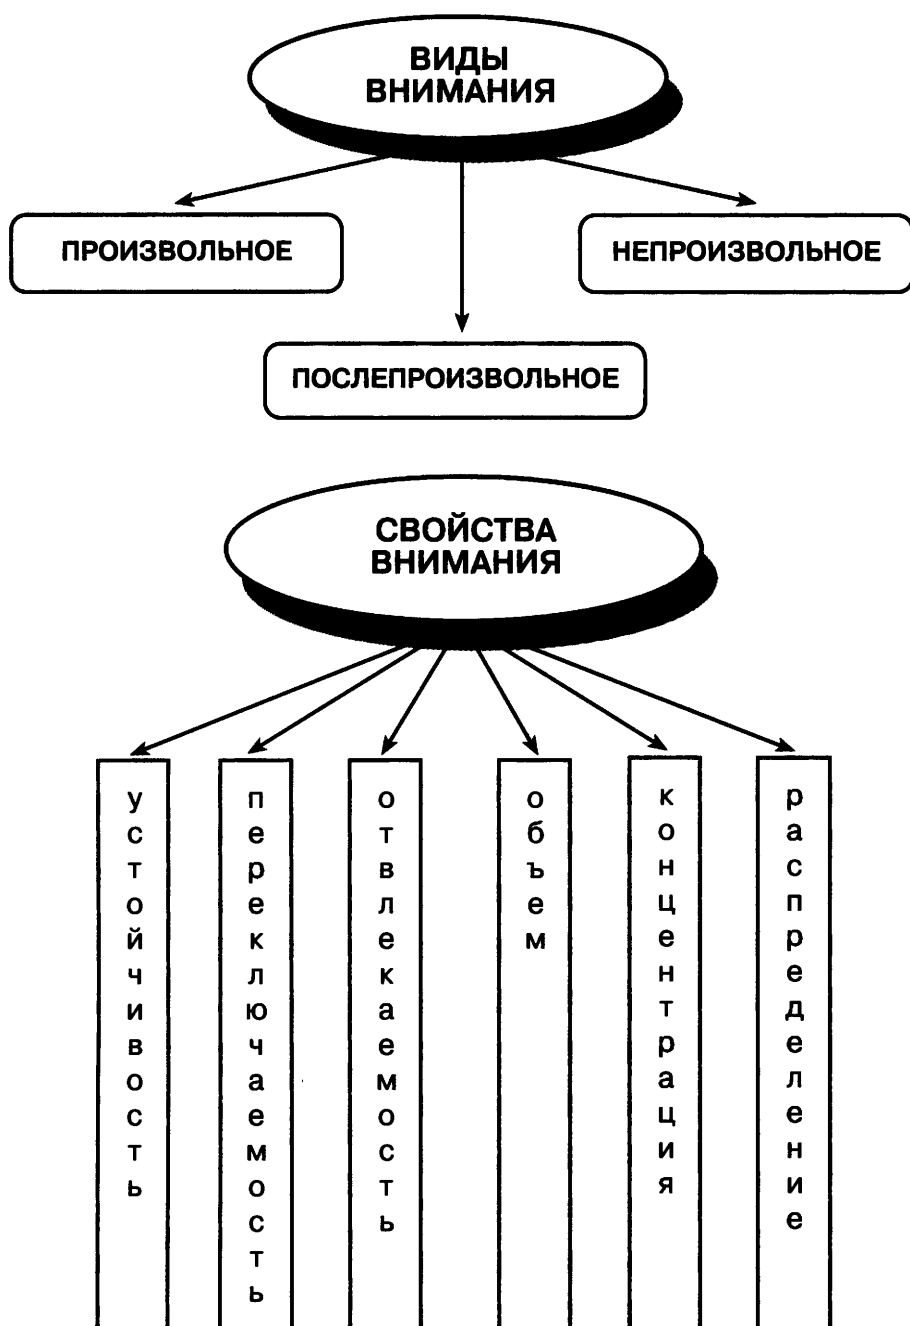 ВИДЫ
ВНИМАНИЯ
ПРОИЗВОЛЬНОЕ
НЕПРОИЗВОЛЬНОЕ
ПОСЛЕПРОИЗВОЛЬНОЕ
СВОЙСТВА
ВНИМАНИЯ
устойчивость
переключаемость
отвлекаемость
объем
концентрация
распределение